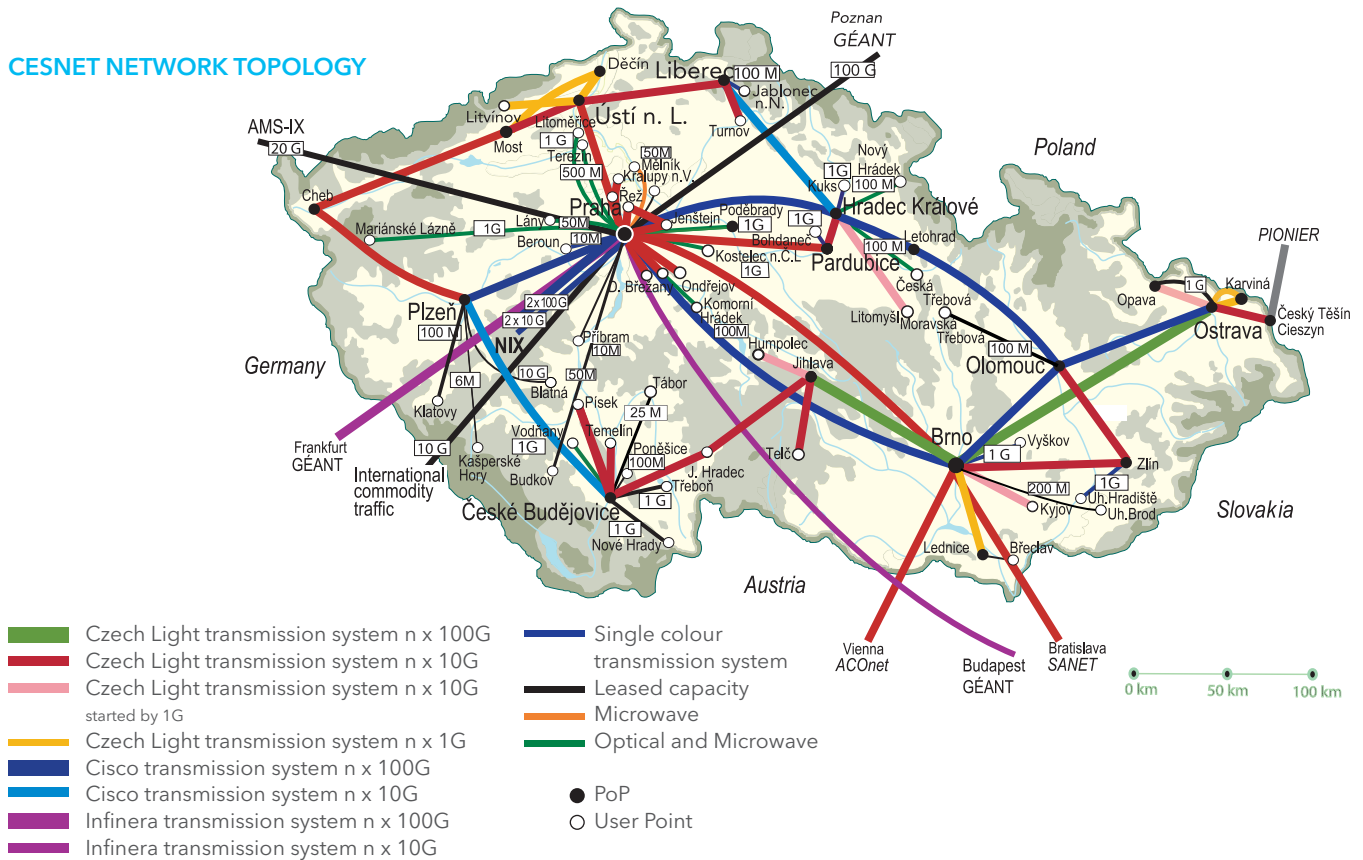 CESNET NETWORK TOPOLOGY
Poznan
GÉANT
100 G
Děčín
Liberec
100 M
Jablonec
n.N.
Turnov
Litvínov
Ústí n. L.
Most
Litoměřice
1 G
Terezín
500 M
AMS-IX
20 G
50M
Mělník
Kralupy n.V.
Řež
Praha
Nový
Hrádek
1G
Kuks
100 M
Poland
Cheb
Hradec Králové
Lány
50M
Jenštejn
Poděbrady
1 G
1G
Mariánské Lázně
1G
Beroun
10M
Bohdaneč
Letohrad
100 M
PIONIER
Kostelec n.Č.L
1G
Pardubice
Česká
Třebová
D. Břežany
Ondřejov
Komorní
Hrádek
100M
Litomyšl
Moravska
Třebová
1 G
Karviná
Opava
Český Těšín
Cieszyn
Ostrava
Plzeň
100 M
2x100G
2 x 10 G
NIX
Příbram
10M
Humpolec
Jihlava
100 M
Olomouc
Germany
6M
10 G
Blatná
50M
Tábor
Klatovy
Písek
25 M
Vodňany
Temelín
Poněšice
Brno
Vyškov
1 G
Frankfurt
GÉANT
10 G
1G
100M
Telč
Zlín
Kašperské
Hory
Budkov
J. Hradec
Třeboň
1G
International
commodity
traffic
200 M
Uh.Hradiště
Uh.Brod
Kyjov
Slovakia
České Budějovice
1 G
1 G
Nové Hrady
Lednice
Břeclav
Austria
Vienna
ACOnet
Budapest
GÉANT
Bratislava
SANET
0 km
50 km
100 km
Czech Light transmission system n x 100G
Czech Light transmission system n x 10G
Czech Light transmission system n x 10G
started by 1G
Czech Light transmission system n x 1G
Cisco transmission system n x 100G
Cisco transmission system n x 10G
Infinera transmission system n x 100G
Infinera transmission system n x 10G
Single colour
transmission system
Leased capacity
Microwave
Optical and Microwave
PoP
User Point